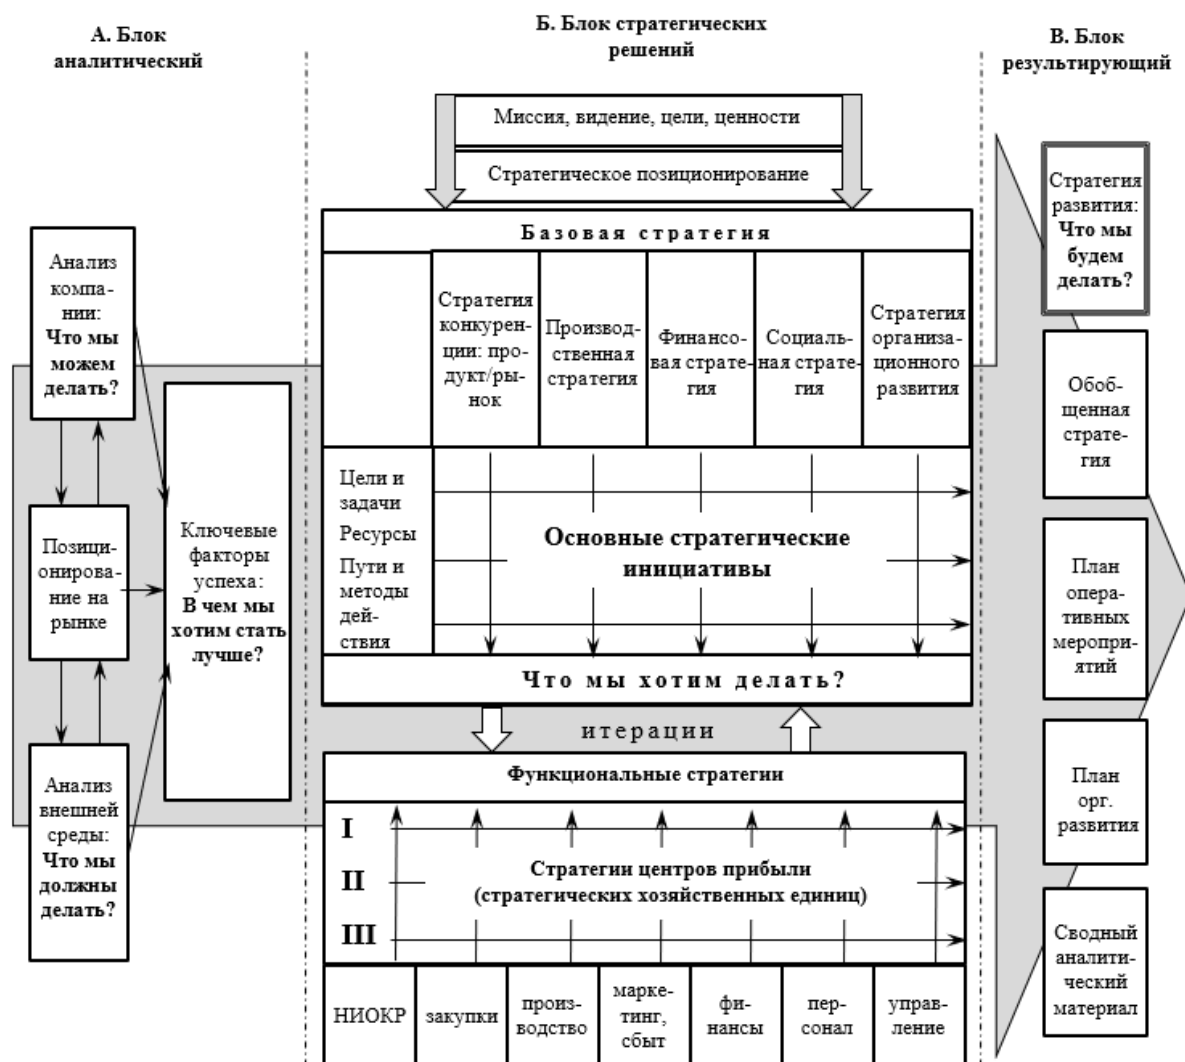 А. Блок
аналитический
Б. Блок стратегических
решений
В. Блок
результирующий
Миссия, видение, цели, ценности
Стратегическое позиционирование
Базовая стратегия
Анализ
компа-
нии:
Что мы
можем
делать?
Позици-
онирова-
ние на
рынке
Анализ
внешней
среды:
Что мы
должны
делать?
Ключевые
факторы
успеха:
В чем мы
хотим стать
лучше?
Стратегия
конкурен-
ции: про-
дукт/ры-
нок
Производ-
ственная
стратегия
Финансо-
вая страте-
гия
Социаль-
ная страте-
гия
Стратегия
организа-
ционного
развития
Цели и
задачи
Ресурсы
Пути и
методы
дей-
ствия
Основные стратегические
инициативы
Что мы хотим делать?
итерации
Функциональные стратегии
I
II
III
Стратегии центров прибыли
(стратегических хозяйственных единиц)
НИОКР
закупки
произ-
водство
марке-
тинг,
сбыт
фи-
нансы
пер-
сонал
управ-
ление
Стратегия
развития:
Что мы
будем
делать?
Обоб-
щенная
страте-
гия
План
опера-
тивных
меропри-
ятий
План
орг.
развития
Сводный
аналити-
ческий
материал